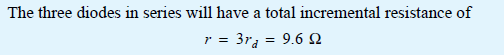 The three diodes in series will have a total incremental resistance of
r = 3r_d = 9.6 Ω